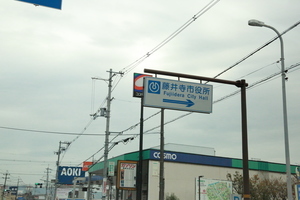 藤井寺市役所
Fujiidera City Hall
COSMO
AOKI